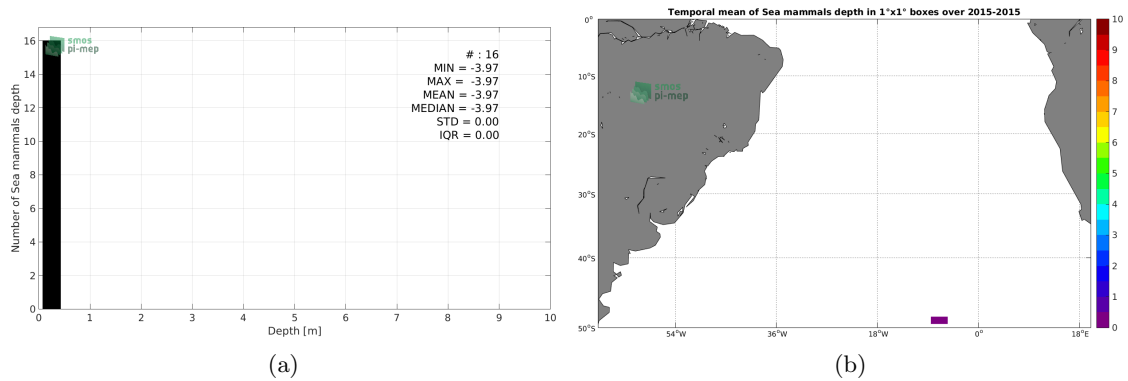 Number of Sea mammals depth
16
14
12
10
8
6
4
2
0
smos
pi-mep
# : 16
MIN = -3.97
MAX = -3.97
MEAN = -3.97
MEDIAN = -3.97
STD = 0.00
IQR = 0.00
0 1 2 3 4 5 6 7 8 9 10
Depth [m]
(a)
Temporal mean of Sea mammals depth in 1°x1° boxes over 2015-2015
0°
10°S
20°S
30°S
40°S
50°S
smos
pi-mep
54°W 36°W 18°W 0° 18°E
10
9
8
7
6
5
4
3
2
1
0
(b)